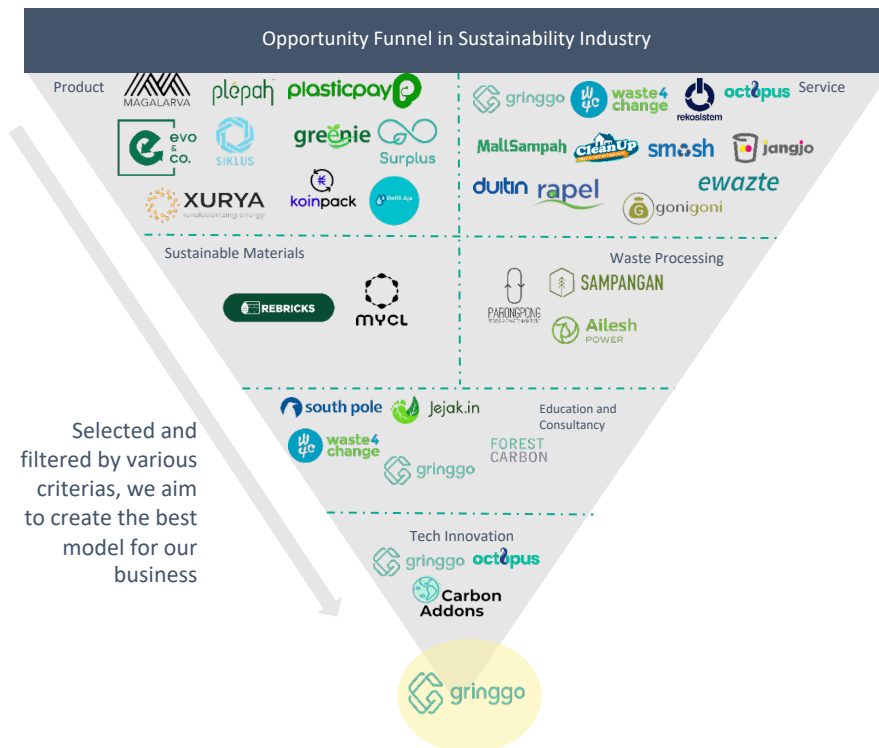 Opportunity Funnel in Sustainability Industry
Product
MAGALARVA
plépah
plasticpay
evo
&
co.
SIKLUS
greenie
Surplus
XURYA
revolutionizing energy
koinpack
Refill Aja
gringgo
waste4
change
rekosistem
octopus
Service
MallSampah
CleanUp
smash
jangjo
duitin
rapel
ewazte
gonigoni
Sustainable Materials
Waste Processing
REBRICKS
MYCL
PARONGPONG
SAMPANGAN
Ailesh
POWER
south pole
Jejak.in
Education and
Consultancy
waste4
change
gringgo
FOREST
CARBON
Selected and
filtered by various
criterias, we aim
to create the best
model for our
business
Tech Innovation
gringgo
octopus
Carbon
Addons
gringgo